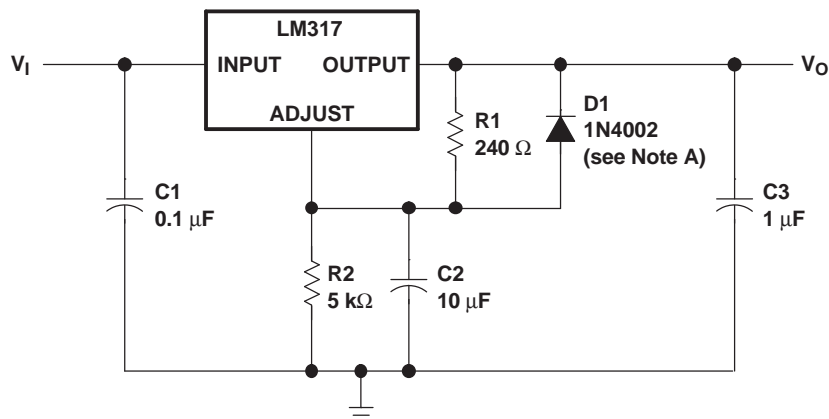 LM317
V_I
INPUT
OUTPUT
V_O
ADJUST
D1
1N4002
(see Note A)
R1
240 Ω
C1
0.1 μF
C3
1 μF
R2
5 kΩ
C2
10 μF